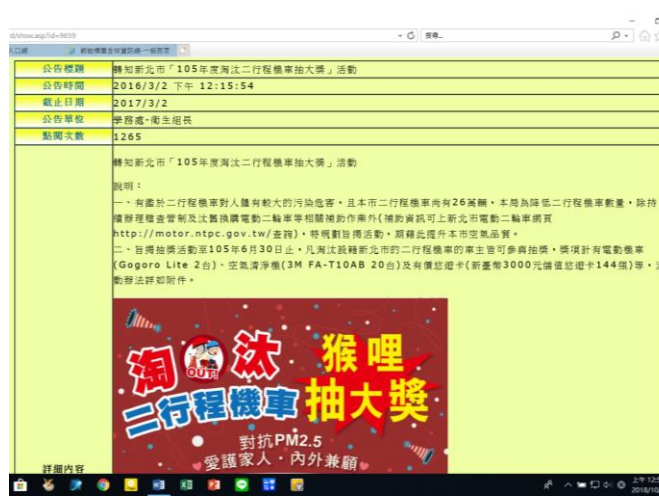 d/show.asp?id=9659
搜尋...
公告標題 轉知新北市「105年度淘汰二行程機車抽大獎」活動
公告時間 2016/3/2 下午 12:15:54
截止日期 2017/3/2
公告單位 學務處-衛生組長
點閱次數 1265
轉知新北市「105年度淘汰二行程機車抽大獎」活動
說明：
一、有鑑於二行程機車對人體有較大的污染危害，且本市二行程機車尚有26萬輛，本局為降低二行程機車數量，除持
續辦理稽查管制及汰舊換購電動二輪車等相關補助作業外(補助資訊可上新北市電動二輪車網頁
http://motor.ntpc.gov.tw/查詢)，特規劃旨揭活動，期藉此提升本市空氣品質。
二、旨揭抽獎活動至105年6月30日止，凡淘汰設籍新北市的二行程機車的車主皆可參與抽獎，獎項計有電動機車
(Gogoro Lite 2台)、空氣清淨機(3M FA-T10AB 20台)及有價悠遊卡(新臺幣3000元儲值悠遊卡144張)等，
動辦法詳如附件。
淘汰
OUT!
二行程機車
猴哩
抽大獎
對抗PM2.5
愛護家人・內外兼顧
詳細內容
上午 12:5
2018/10